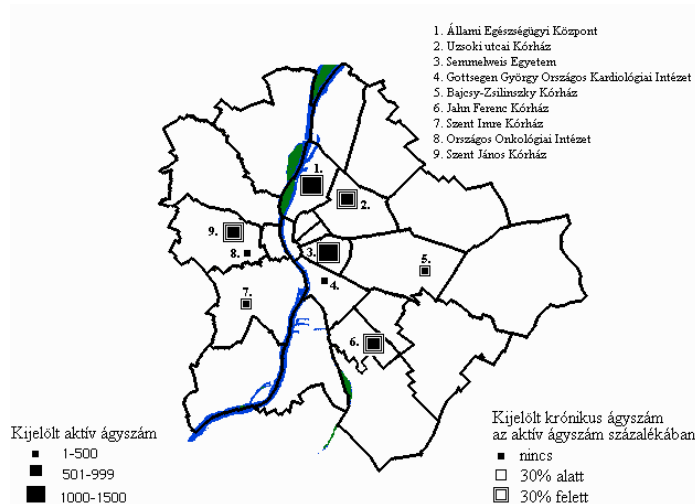 1. Állami Egészségügyi Központ
2. Uzsoki utcai Kórház
3. Semmelweis Egyetem
4. Gottsegen György Országos Kardiológiai Intézet
5. Bajcsy-Zsilinszky Kórház
6. Jahn Ferenc Kórház
7. Szent Imre Kórház
8. Országos Onkológiai Intézet
9. Szent János Kórház
1.
2.
9.
8.
3.
5.
4.
7.
6.
Kijelölt aktív ágyszám
1-500
501-999
1000-1500
Kijelölt krónikus ágyszám
az aktív ágyszám százalékában
nincs
30% alatt
30% felett